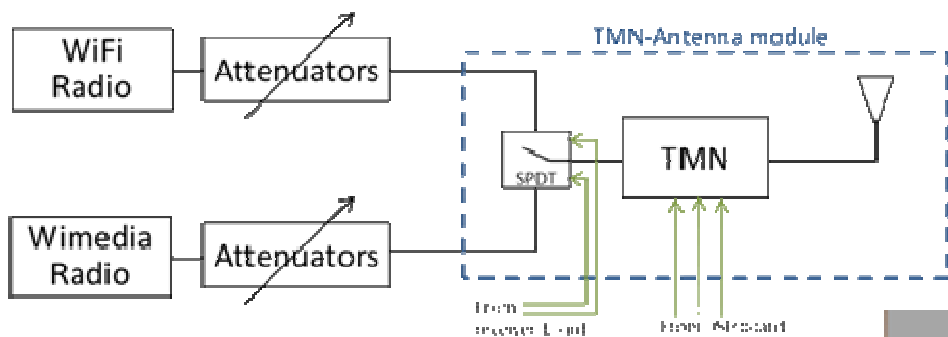 WiFi
Radio
Attenuators
TMN-Antenna module
SPDT
TMN
Wimedia
Radio
Attenuators
From
From